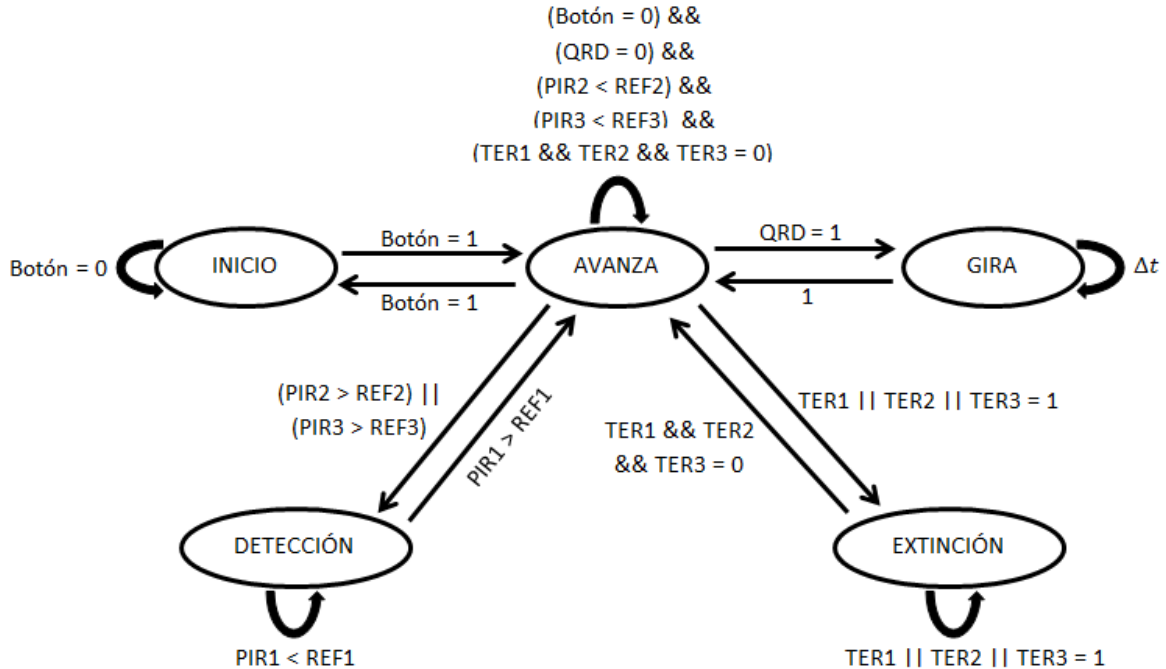 (Botón = 0) &&
(QRD = 0) &&
(PIR2 < REF2) &&
(PIR3 < REF3) &&
(TER1 && TER2 && TER3 = 0)
Botón = 0
INICIO
Botón = 1
Botón = 1
AVANZA
QRD = 1
1
GIRA
Δt
(PIR2 > REF2) ||
(PIR3 > REF3)
PIR1 > REF1
TER1 && TER2
&& TER3 = 0
TER1 || TER2 || TER3 = 1
DETECCIÓN
EXTINCIÓN
PIR1 < REF1
TER1 || TER2 || TER3 = 1